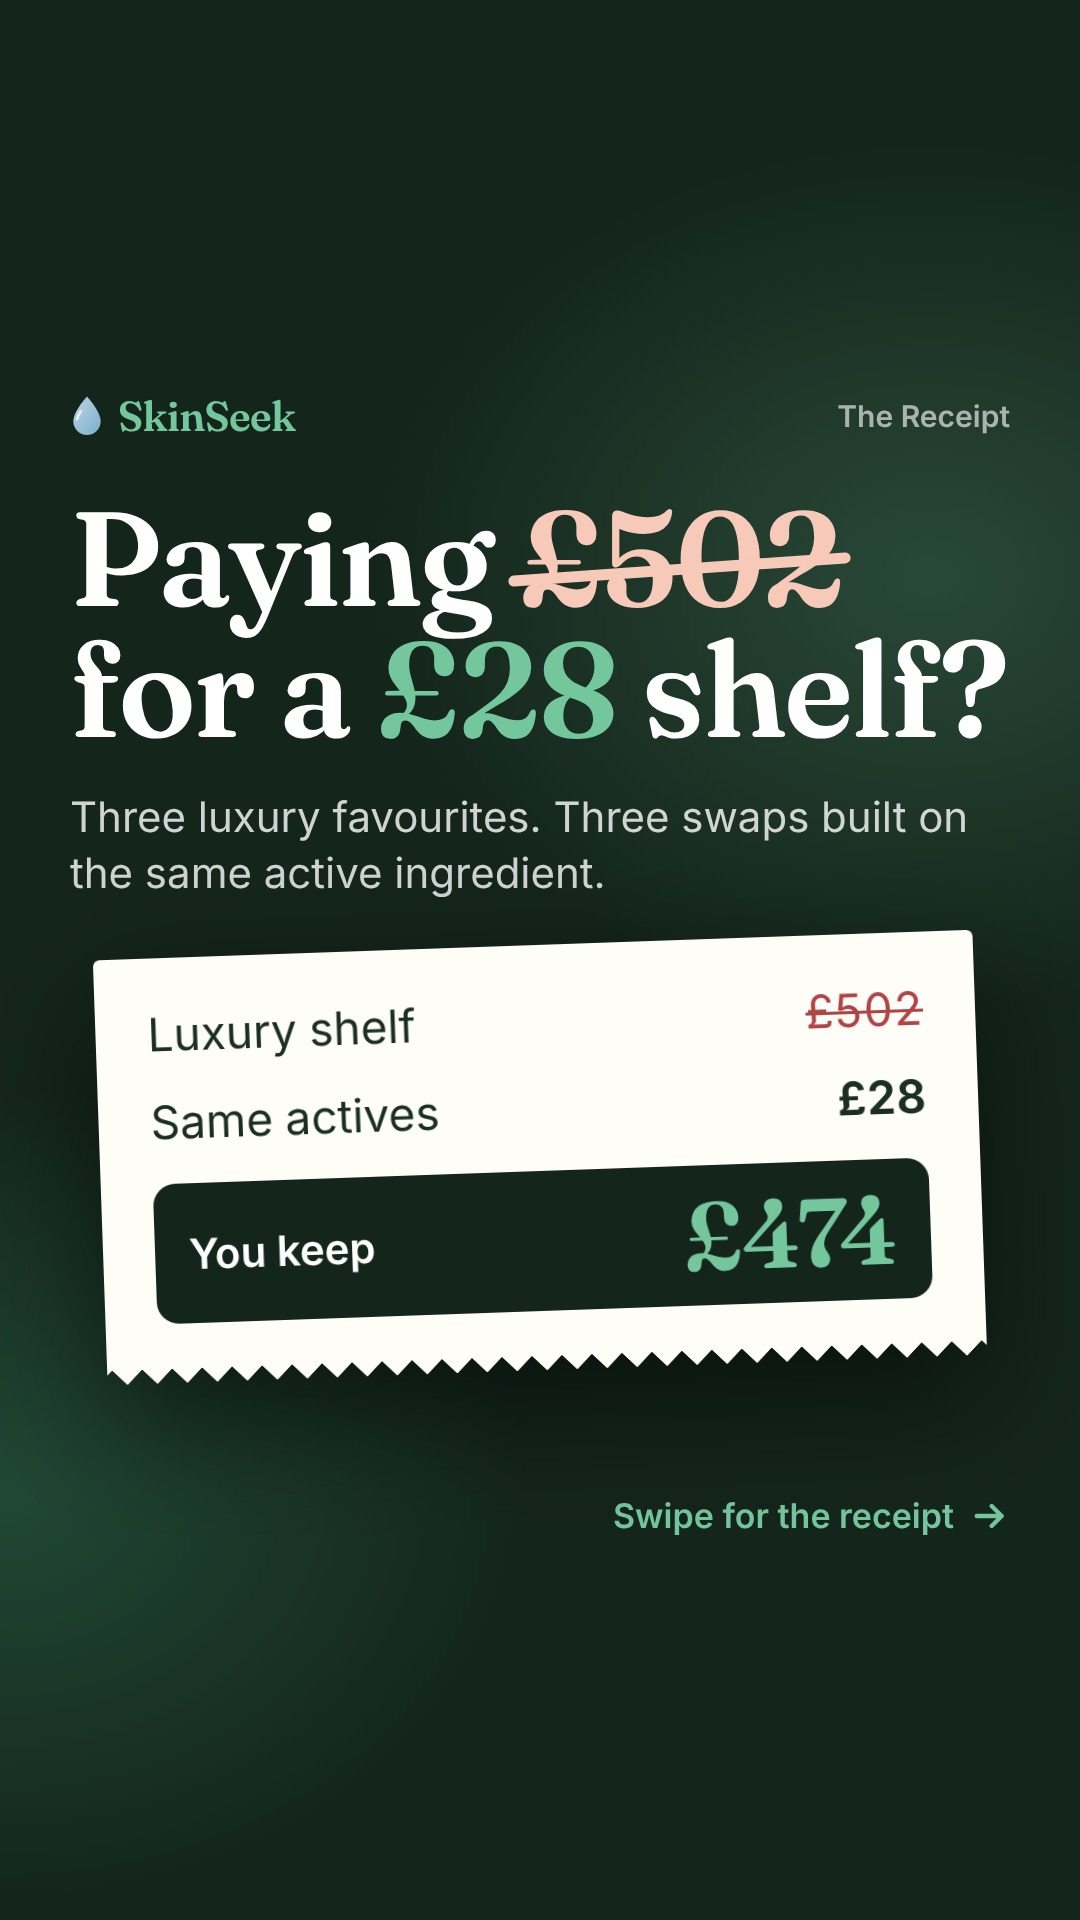 SkinSeek
The Receipt
Paying £502
for a £28 shelf?
Three luxury favourites. Three swaps built on
the same active ingredient.
Luxury shelf £502
Same actives £28
You keep £474
Swipe for the receipt →